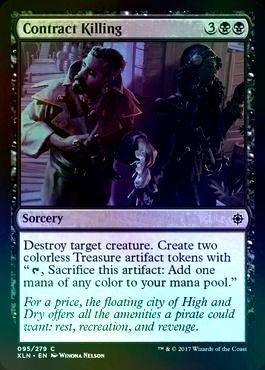 Contract Killing 3
Sorcery
Destroy target creature. Create two
colorless Treasure artifact tokens with
“, Sacrifice this artifact: Add one
mana of any color to your mana pool.”
For a price, the floating city of High and
Dry offers all the amenities a pirate could
want: rest, recreation, and revenge.
095/279 C
XLN • EN Winona Nelson ™ & © 2017 Wizards of the Coast